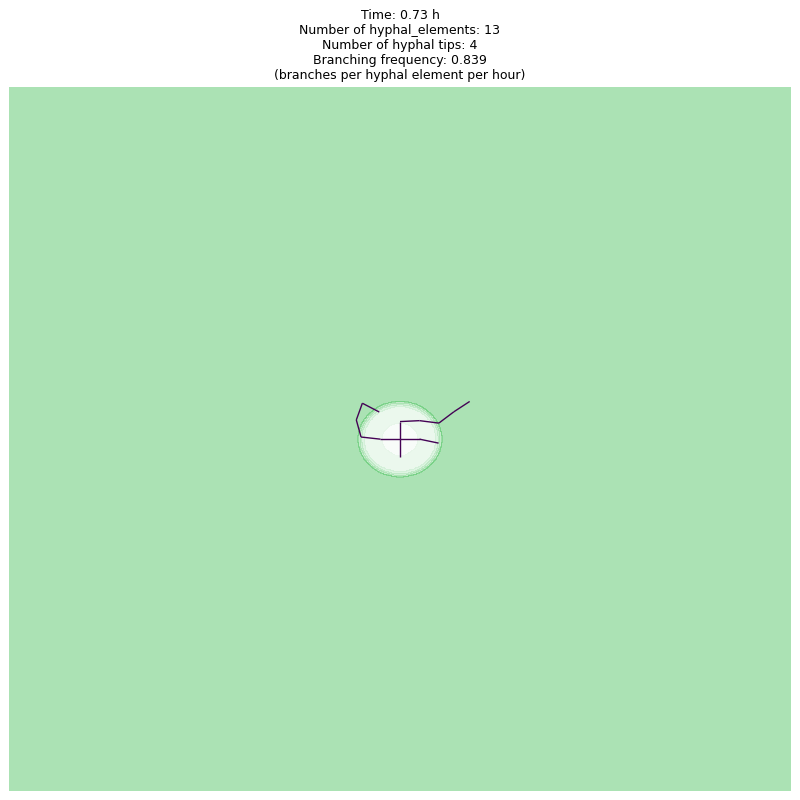 Time: 0.73 h
Number of hyphal_elements: 13
Number of hyphal tips: 4
Branching frequency: 0.839
(branches per hyphal element per hour)